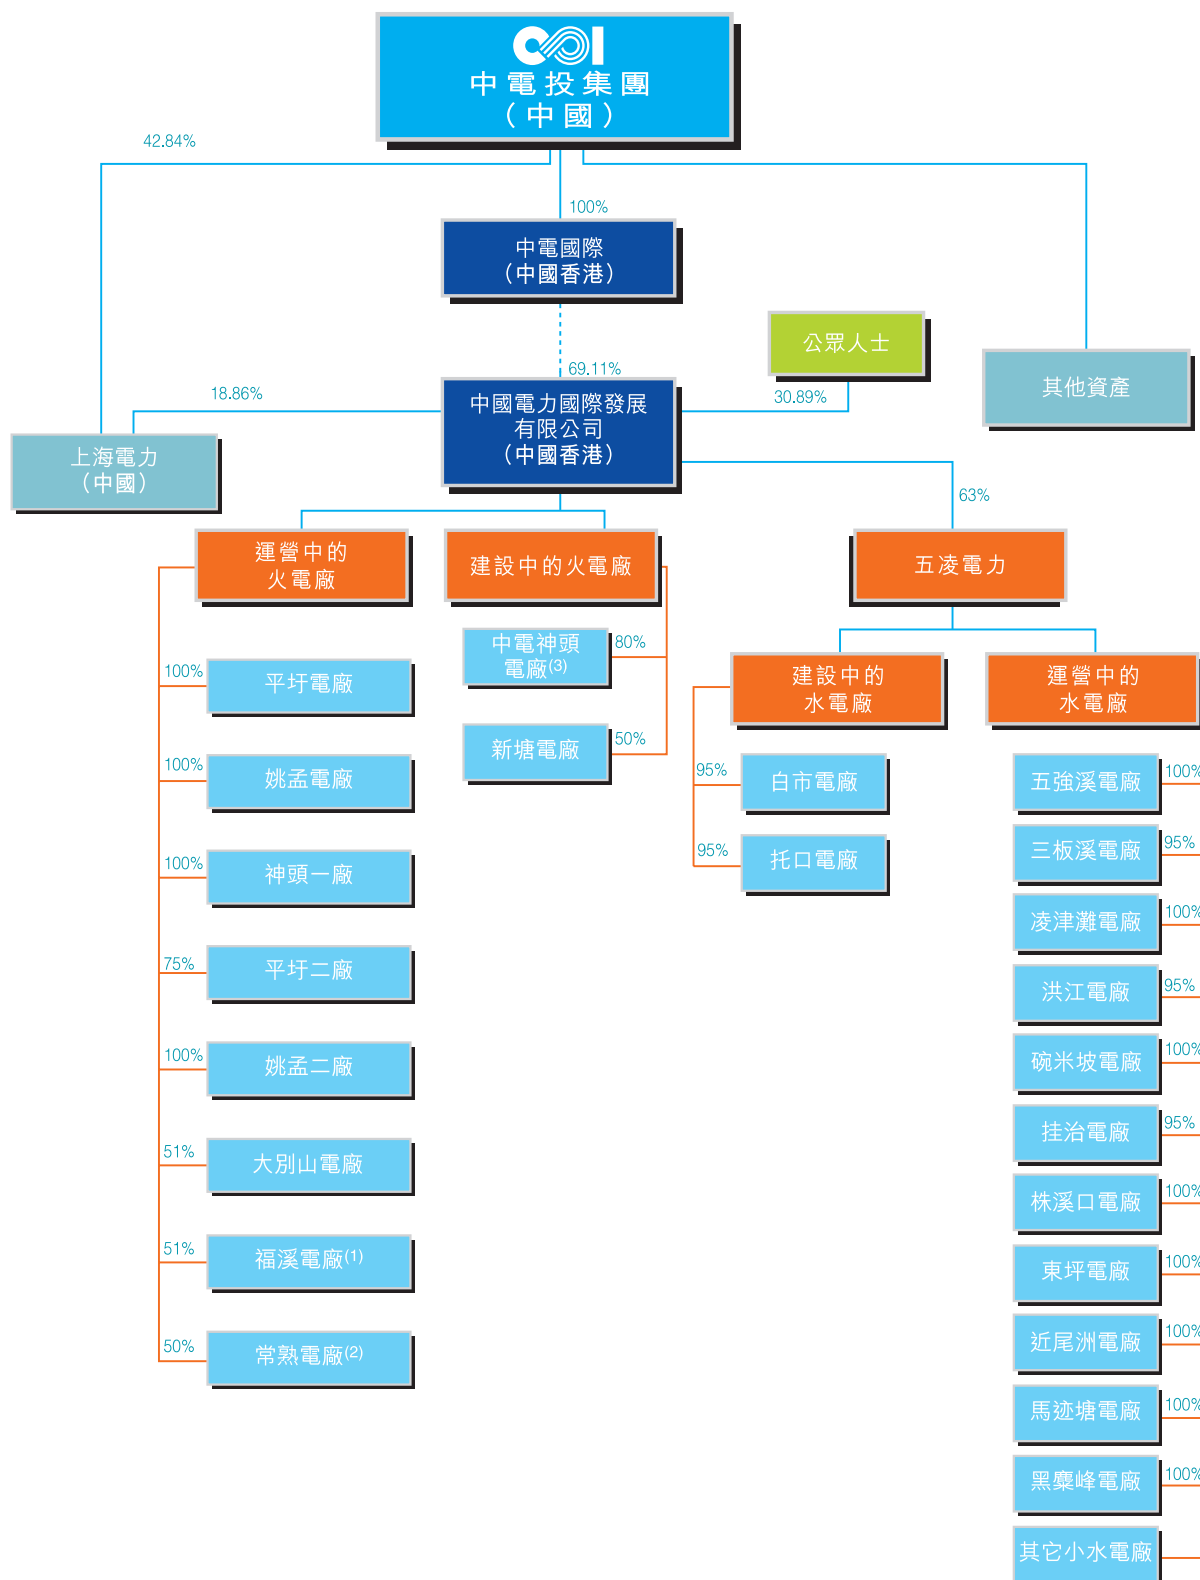 CPI
中電投集團
（中國）
42.84%
100%
中電國際
（中國香港）
公眾人士
其他資產
69.11%
18.86%
30.89%
中國電力國際發展
有限公司
（中國香港）
上海電力
（中國）
63%
運營中的
火電廠
建設中的火電廠
五凌電力
100%
平圩電廠
100%
姚孟電廠
100%
神頭一廠
75%
平圩二廠
100%
姚孟二廠
51%
大別山電廠
51%
福溪電廠(1)
50%
常熟電廠(2)
80%
中電神頭
電廠(3)
50%
新塘電廠
建設中的
水電廠
95%
白市電廠
95%
托口電廠
運營中的
水電廠
五強溪電廠
100%
三板溪電廠
95%
凌津灘電廠
100%
洪江電廠
95%
碗米坡電廠
100%
挂治電廠
95%
株溪口電廠
100%
東坪電廠
100%
近尾洲電廠
100%
馬迹塘電廠
100%
黑麋峰電廠
100%
其它小水電廠